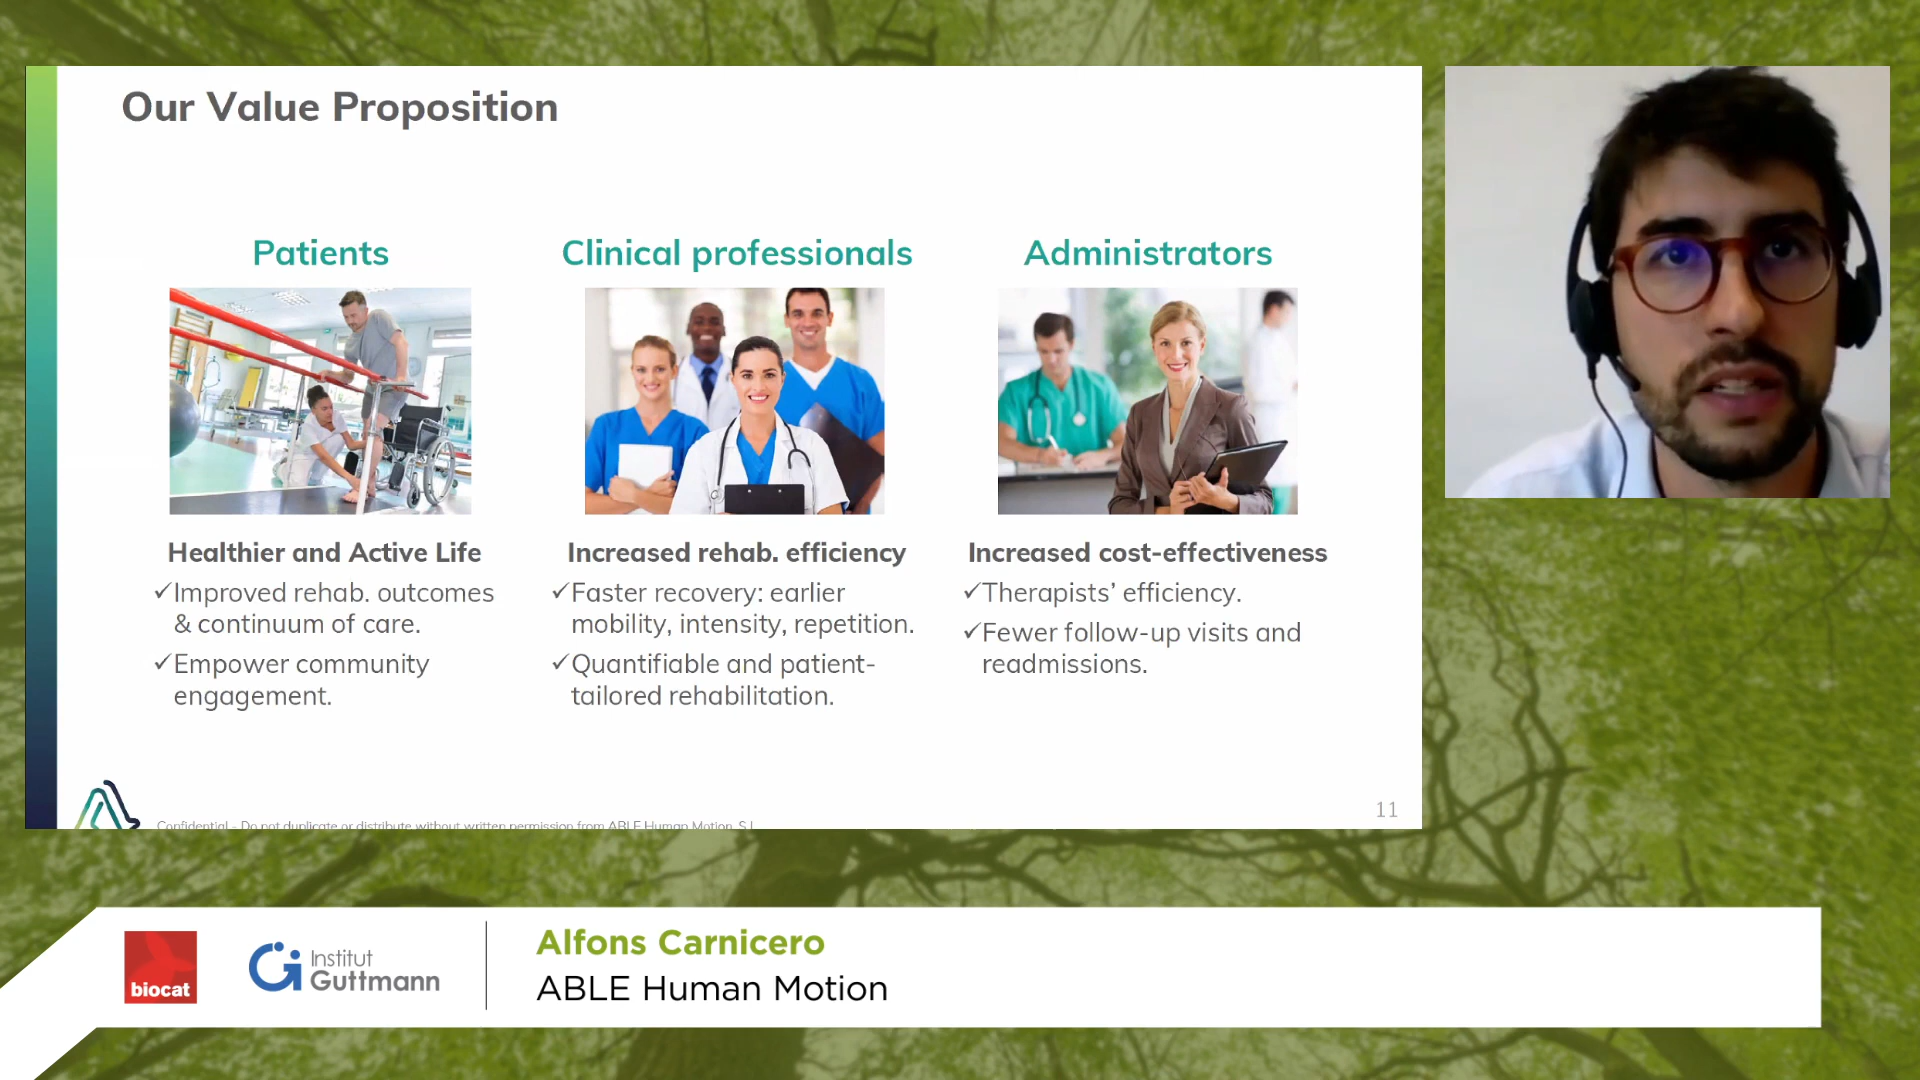 Our Value Proposition
Patients
Clinical professionals
Administrators
Healthier and Active Life
✓Improved rehab. outcomes
& continuum of care.
✓Empower community
engagement.
Increased rehab. efficiency
✓Faster recovery: earlier
mobility, intensity, repetition.
✓Quantifiable and patient-
tailored rehabilitation.
Increased cost-effectiveness
✓Therapists’ efficiency.
✓Fewer follow-up visits and
readmissions.
Confidential - Do not duplicate or distribute without written permission from ABLE Human Motion, S.L.
11
biocat
Institut
Guttmann
Alfons Carnicero
ABLE Human Motion